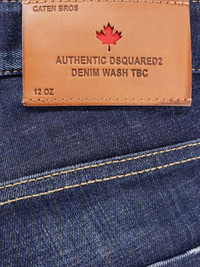 CATEN BROS
AUTHENTIC DSQUARED2
DENIM WASH TBC
12 OZ